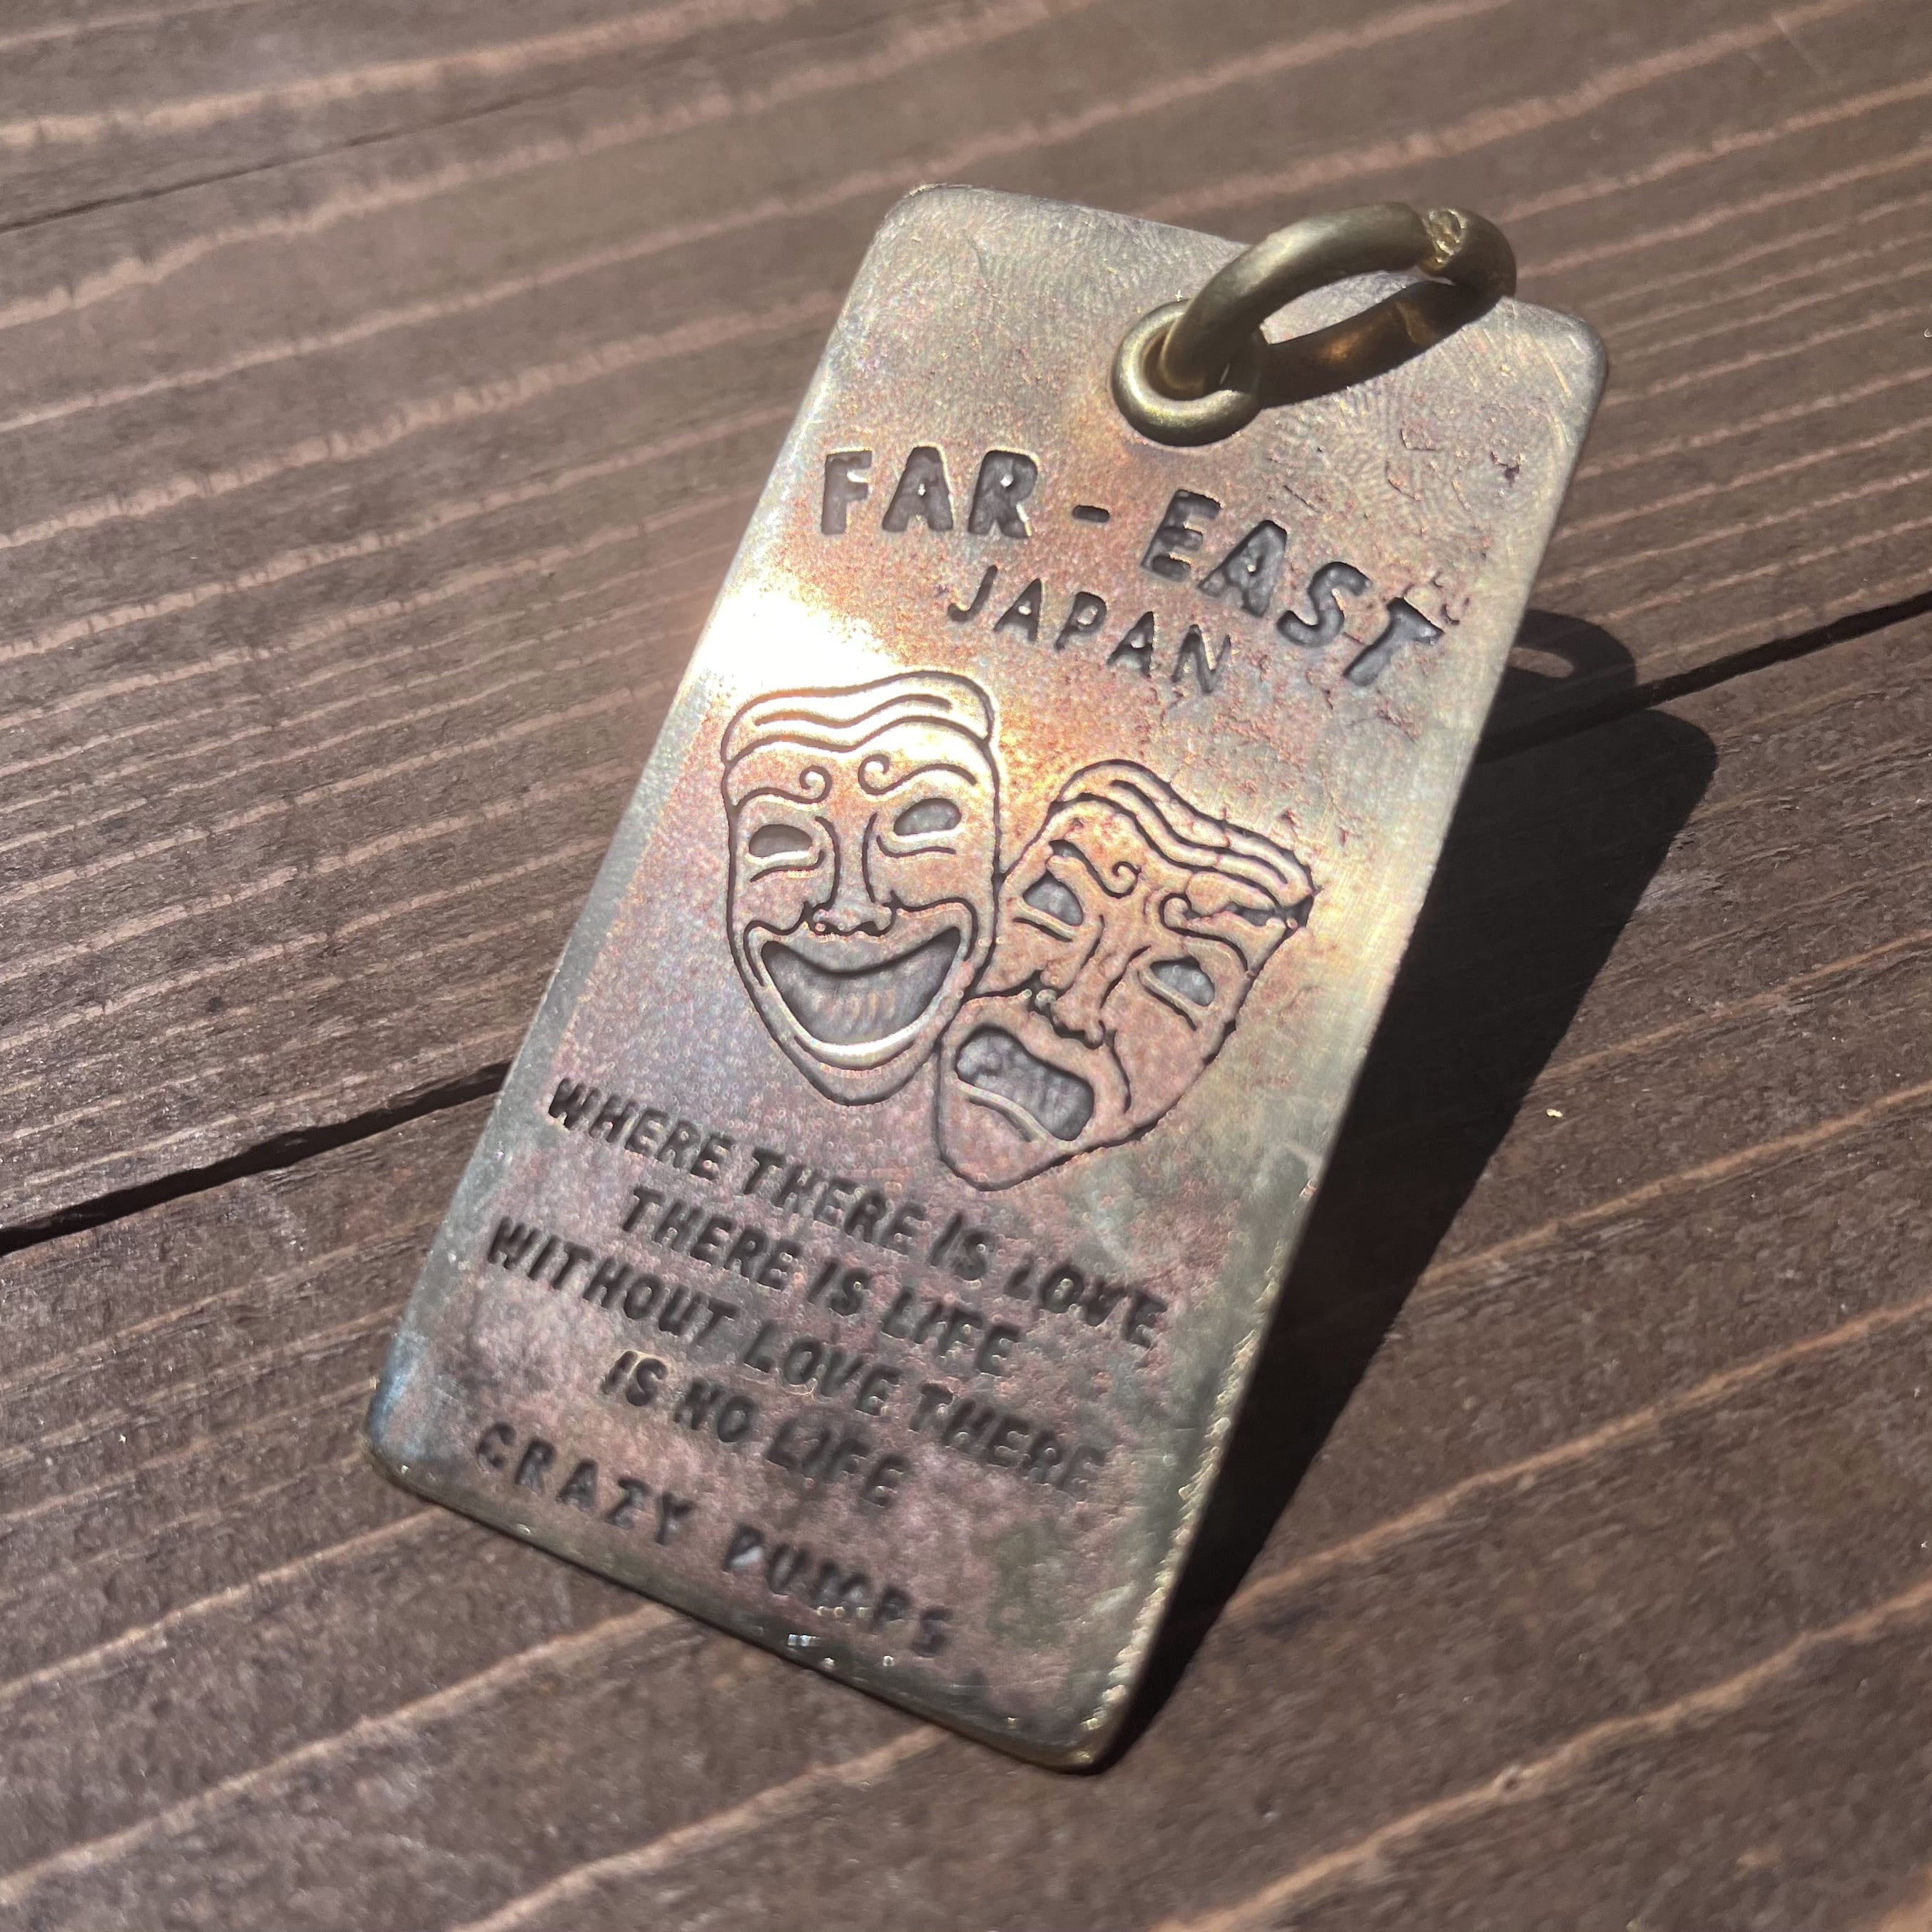 FAR - EAST
JAPAN
WHERE THERE IS LOVE
THERE IS LIFE
WITHOUT LOVE THERE
IS NO LIFE
CRAZY PUMPS